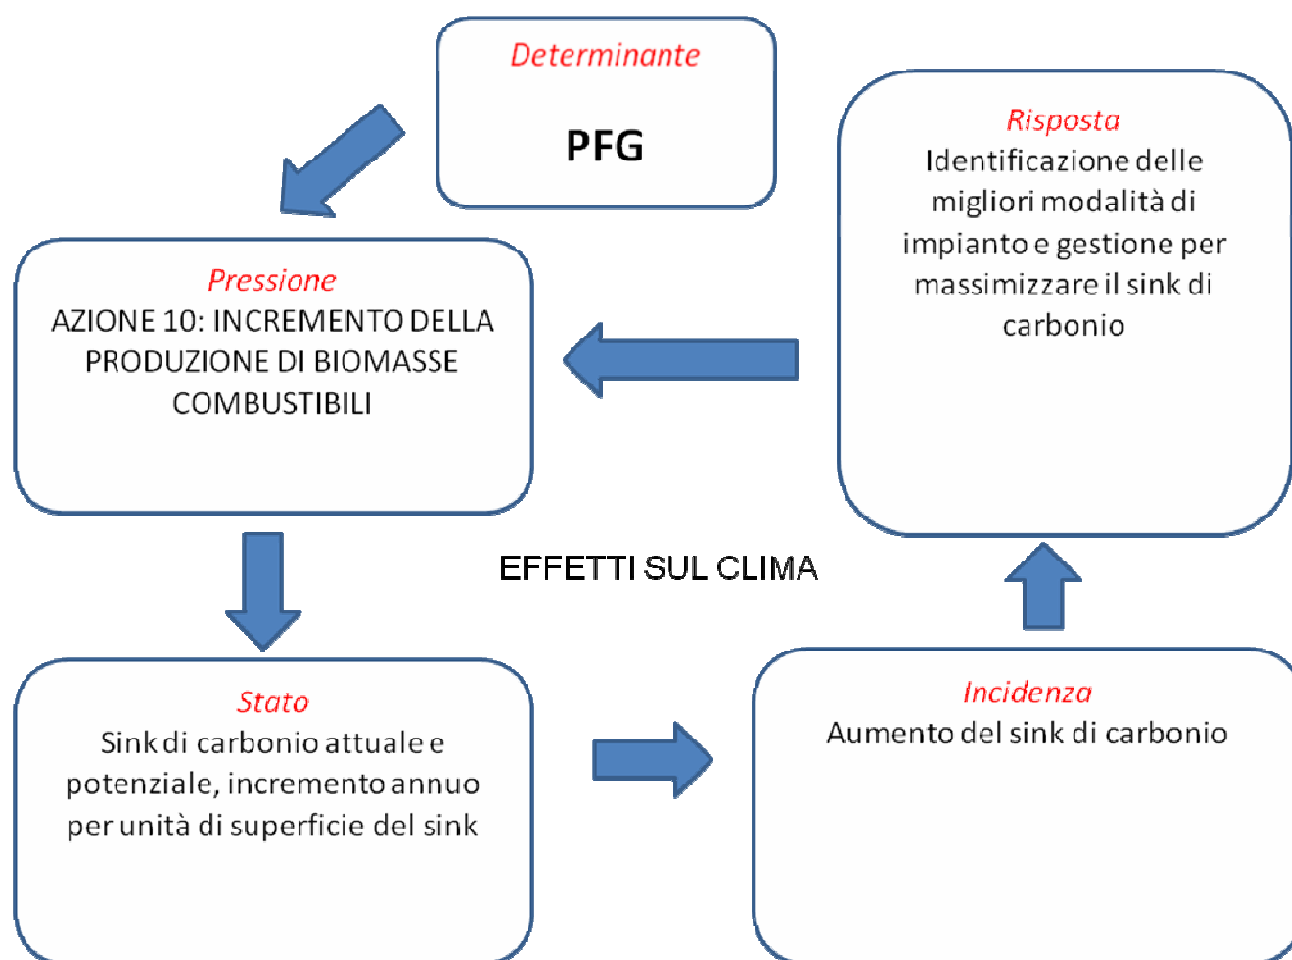 Determinante
PFG
Risposta
Identificazione delle
migliori modalità di
impianto e gestione per
massimizzare il sink di
carbonio
Pressione
AZIONE 10: INCREMENTO DELLA
PRODUZIONE DI BIOMASSE
COMBUSTIBILI
EFFETTI SUL CLIMA
Stato
Sink di carbonio attuale e
potenziale, incremento annuo
per unità di superficie del sink
Incidenza
Aumento del sink di carbonio